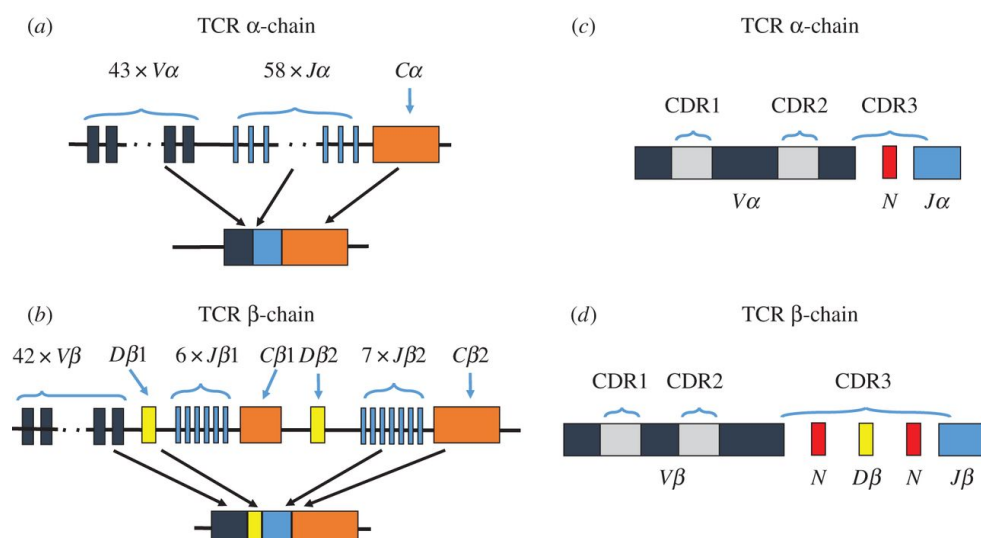 (a) TCR α-chain
43 × Vα 58 × Jα Cα
(b) TCR β-chain
42 × Vβ Dβ1 6 × Jβ1 Cβ1 Dβ2 7 × Jβ2 Cβ2
(c) TCR α-chain
CDR1 CDR2 CDR3
Vα N Jα
(d) TCR β-chain
CDR1 CDR2 CDR3
Vβ N Dβ N Jβ